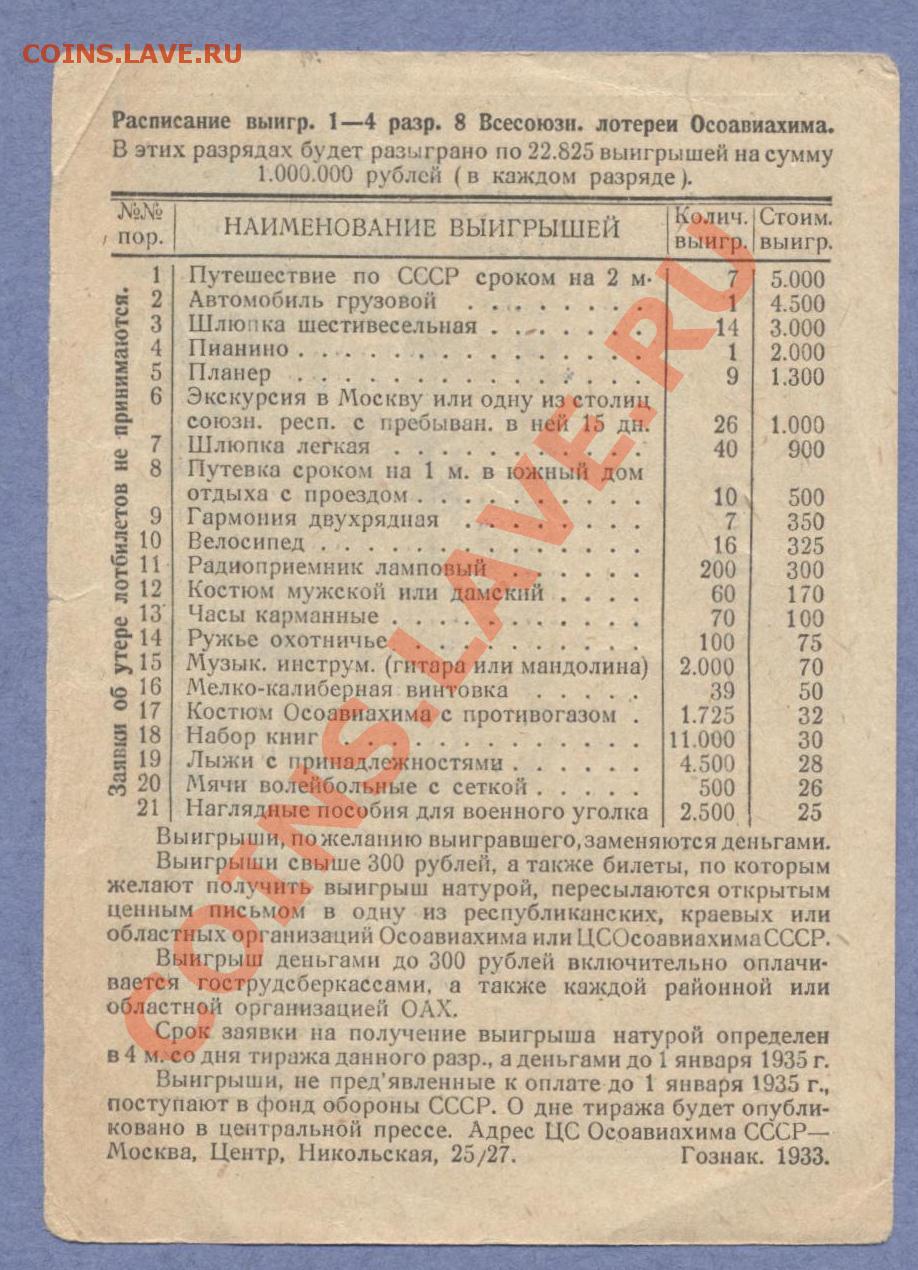 COINS.LAVE.RU
Расписание выигр. 1—4 разр. 8 Всесоюзн. лотереи Осоавиахима.
В этих разрядах будет разыграно по 22.825 выигрышей на сумму
1.000.000 рублей (в каждом разряде).
№№ пор. НАИМЕНОВАНИЕ ВЫИГРЫШЕЙ Колич. выигр. Стоим. выигр.
1 Путешествие по СССР сроком на 2 м. 7 5.000
2 Автомобиль грузовой . . . . . . . . 1 4.500
3 Шлюпка шестивесельная . . . . . . . 14 3.000
4 Пианино . . . . . . . . . . . . . . . 1 2.000
5 Планер . . . . . . . . . . . . . . . 9 1.300
6 Экскурсия в Москву или одну из столиц
союзн. респ. с пребыван. в ней 15 дн. 26 1.000
7 Шлюпка легкая . . . . . . . . . . . 40 900
8 Путевка сроком на 1 м. в южный дом
отдыха с проездом . . . . . . . . . . 10 500
9 Гармония двухрядная . . . . . . . . 7 350
10 Велосипед . . . . . . . . . . . . . . 16 325
11 Радиоприемник ламповый . . . . . . 200 300
12 Костюм мужской или дамский . . . . 60 170
13 Часы карманные . . . . . . . . . . . 70 100
14 Ружье охотничье . . . . . . . . . . . 100 75
15 Музык. инструм. (гитара или мандолина) 2.000 70
16 Мелко-калиберная винтовка . . . . . 39 50
17 Костюм Осоавиахима с противогазом . 1.725 32
18 Набор книг . . . . . . . . . . . . . 11.000 30
19 Лыжи с принадлежностями . . . . . . 4.500 28
20 Мячи волейбольные с сеткой . . . . . 500 26
21 Наглядные пособия для военного уголка 2.500 25
Заявки об утере лотбилетов не принимаются.
Выигрыши, по желанию выигравшего, заменяются деньгами.
Выигрыши свыше 300 рублей, а также билеты, по которым
желают получить выигрыш натурой, пересылаются открытым
ценным письмом в одну из республиканских, краевых или
областных организаций Осоавиахима или ЦС Осоавиахима СССР.
Выигрыш деньгами до 300 рублей включительно оплачи-
вается гострудсберкассами, а также каждой районной или
областной организацией ОАХ.
Срок заявки на получение выигрыша натурой определен
в 4 м. со дня тиража данного разр., а деньгами до 1 января 1935 г.
Выигрыши, не пред'явленные к оплате до 1 января 1935 г.,
поступают в фонд обороны СССР. О дне тиража будет опубли-
ковано в центральной прессе. Адрес ЦС Осоавиахима СССР—
Москва, Центр, Никольская, 25/27. Гознак. 1933.
COINS.LAVE.RU